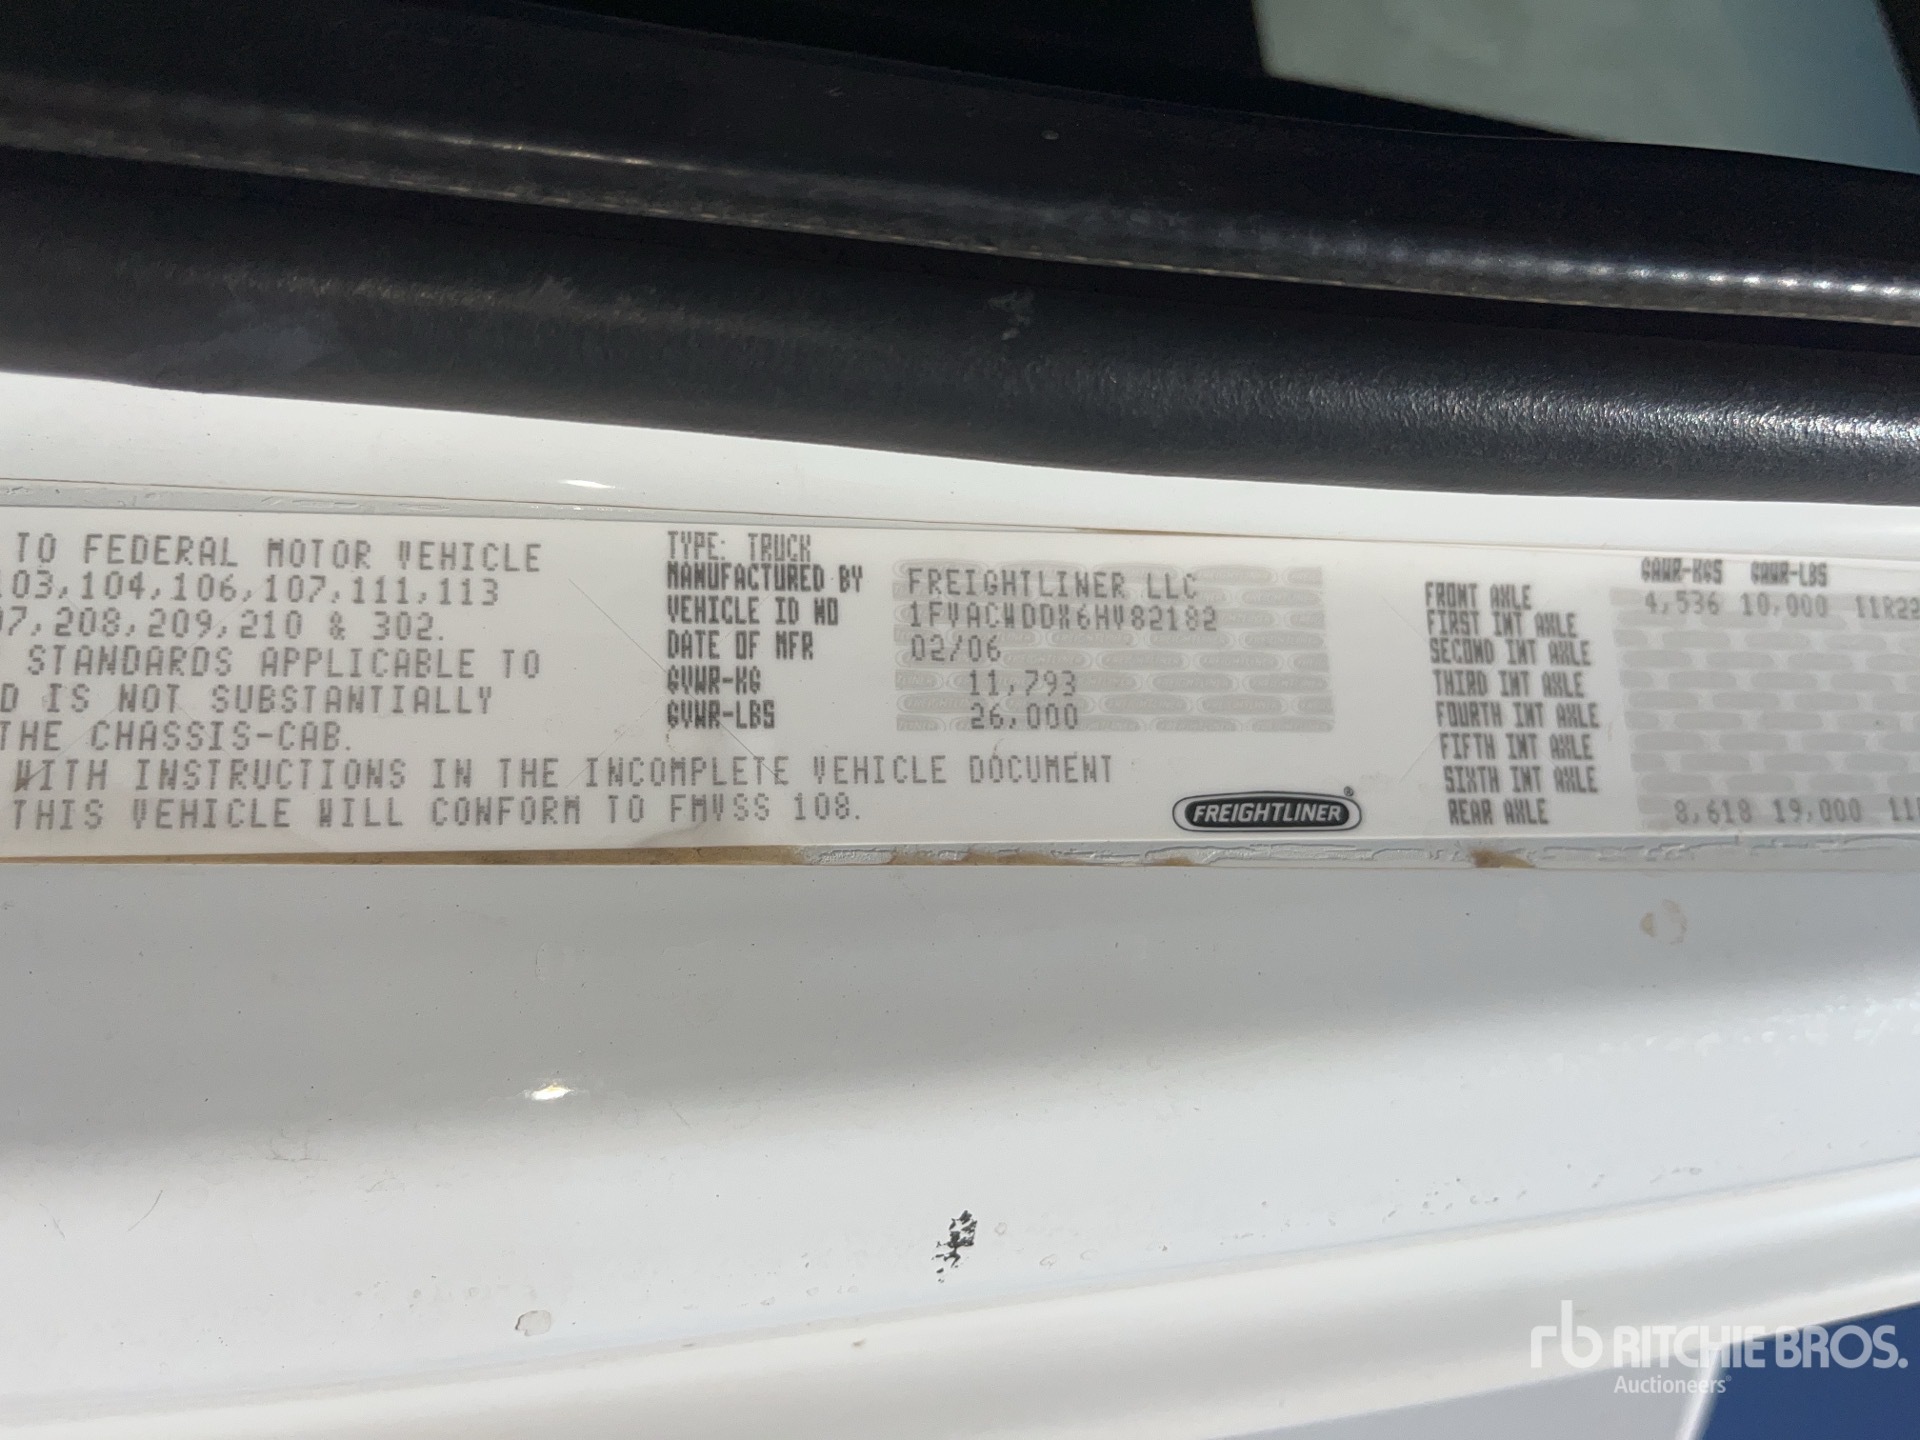 TO FEDERAL MOTOR VEHICLE
103,104,106,107,111,113
07,208,209,210 & 302.
STANDARDS APPLICABLE TO
D IS NOT SUBSTANTIALLY
THE CHASSIS-CAB.
WITH INSTRUCTIONS IN THE INCOMPLETE VEHICLE DOCUMENT
THIS VEHICLE WILL CONFORM TO FMVSS 108.
TYPE: TRUCK
MANUFACTURED BY FREIGHTLINER LLC
VEHICLE ID NO 1FVACWDDX6HV82182
DATE OF MFR 02/06
GVWR-KG 11,793
GVWR-LBS 26,000
FREIGHTLINER®
GAWR-KGS GAWR-LBS
FRONT AXLE 4,536 10,000 11R22
FIRST INT AXLE
SECOND INT AXLE
THIRD INT AXLE
FOURTH INT AXLE
FIFTH INT AXLE
SIXTH INT AXLE
REAR AXLE 8,618 19,000 11R
rb RITCHIE BROS.
Auctioneers